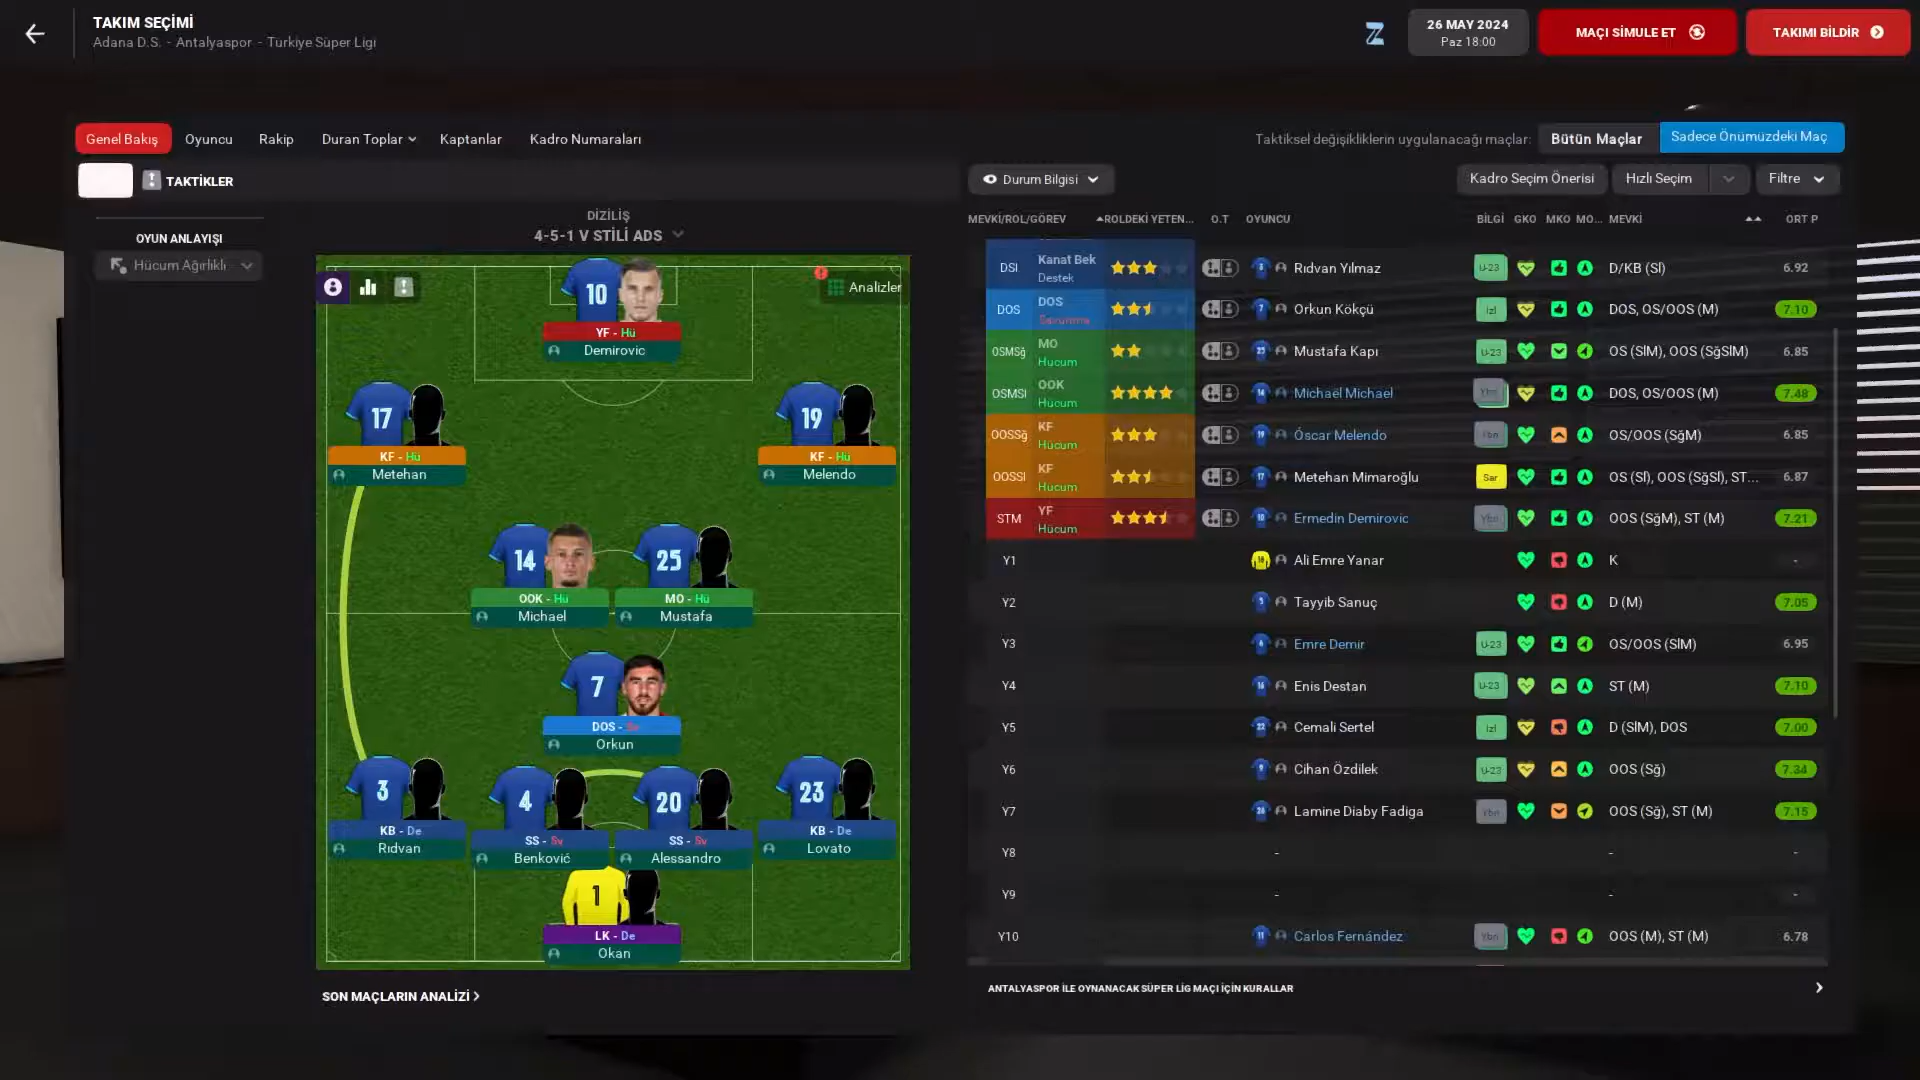 TAKIM SEÇİMİ
Adana D.S. - Antalyaspor - Turkiye Süper Ligi
26 MAY 2024
Paz 18:00
MAÇI SİMULE ET
TAKIMI BİLDİR
Genel Bakış Oyuncu Rakip Duran Toplar Kaptanlar Kadro Numaraları
Taktiksel değişikliklerin uygulanacağı maçlar: Bütün Maçlar Sadece Önümüzdeki Maç
TAKTİKLER
Durum Bilgisi Kadro Seçim Önerisi Hızlı Seçim Filtre
OYUN ANLAYIŞI
Hücum Ağırlıklı
DİZİLİŞ
4-5-1 V STİLİ ADS
Analizler
10
YF - Hü
Demirovic
17
KF - Hü
Metehan
19
KF - Hü
Melendo
14
OOK - Hü
Michael
25
MO - Hü
Mustafa
7
DOS - Sv
Orkun
3
KB - De
Rıdvan
4
SS - Sv
Benković
20
SS - Sv
Alessandro
23
KB - De
Lovato
1
LK - De
Okan
SON MAÇLARIN ANALİZİ
MEVKİ/ROL/GÖREV ROLDEKİ YETEN... O.T OYUNCU BİLGİ GKO MKO MO... MEVKİ ORT P
DSl Kanat Bek Destek Rıdvan Yılmaz U-23 D/KB (Sl) 6.92
DOS DOS Savunma Orkun Kökçü İzl DOS, OS/OOS (M) 7.10
OSMSğ MO Hücum Mustafa Kapı U-23 OS (SlM), OOS (SğSlM) 6.85
OSMSl OOK Hücum Michaël Michael Ybn DOS, OS/OOS (M) 7.48
OOSSğ KF Hücum Óscar Melendo Ybn OS/OOS (SğM) 6.85
OOSSl KF Hücum Metehan Mimaroğlu Sar OS (Sl), OOS (SğSl), ST... 6.87
STM YF Hücum Ermedin Demirovic Ybn OOS (SğM), ST (M) 7.21
Y1 Ali Emre Yanar K -
Y2 Tayyib Sanuç D (M) 7.05
Y3 Emre Demir U-23 OS/OOS (SlM) 6.95
Y4 Enis Destan U-23 ST (M) 7.10
Y5 Cemali Sertel İzl D (SlM), DOS 7.00
Y6 Cihan Özdilek U-23 OOS (Sğ) 7.34
Y7 Lamine Diaby Fadiga Ybn OOS (Sğ), ST (M) 7.15
Y8 - - -
Y9 - - -
Y10 Carlos Fernández Ybn OOS (M), ST (M) 6.78
ANTALYASPOR İLE OYNANACAK SÜPER LİG MAÇI İÇİN KURALLAR